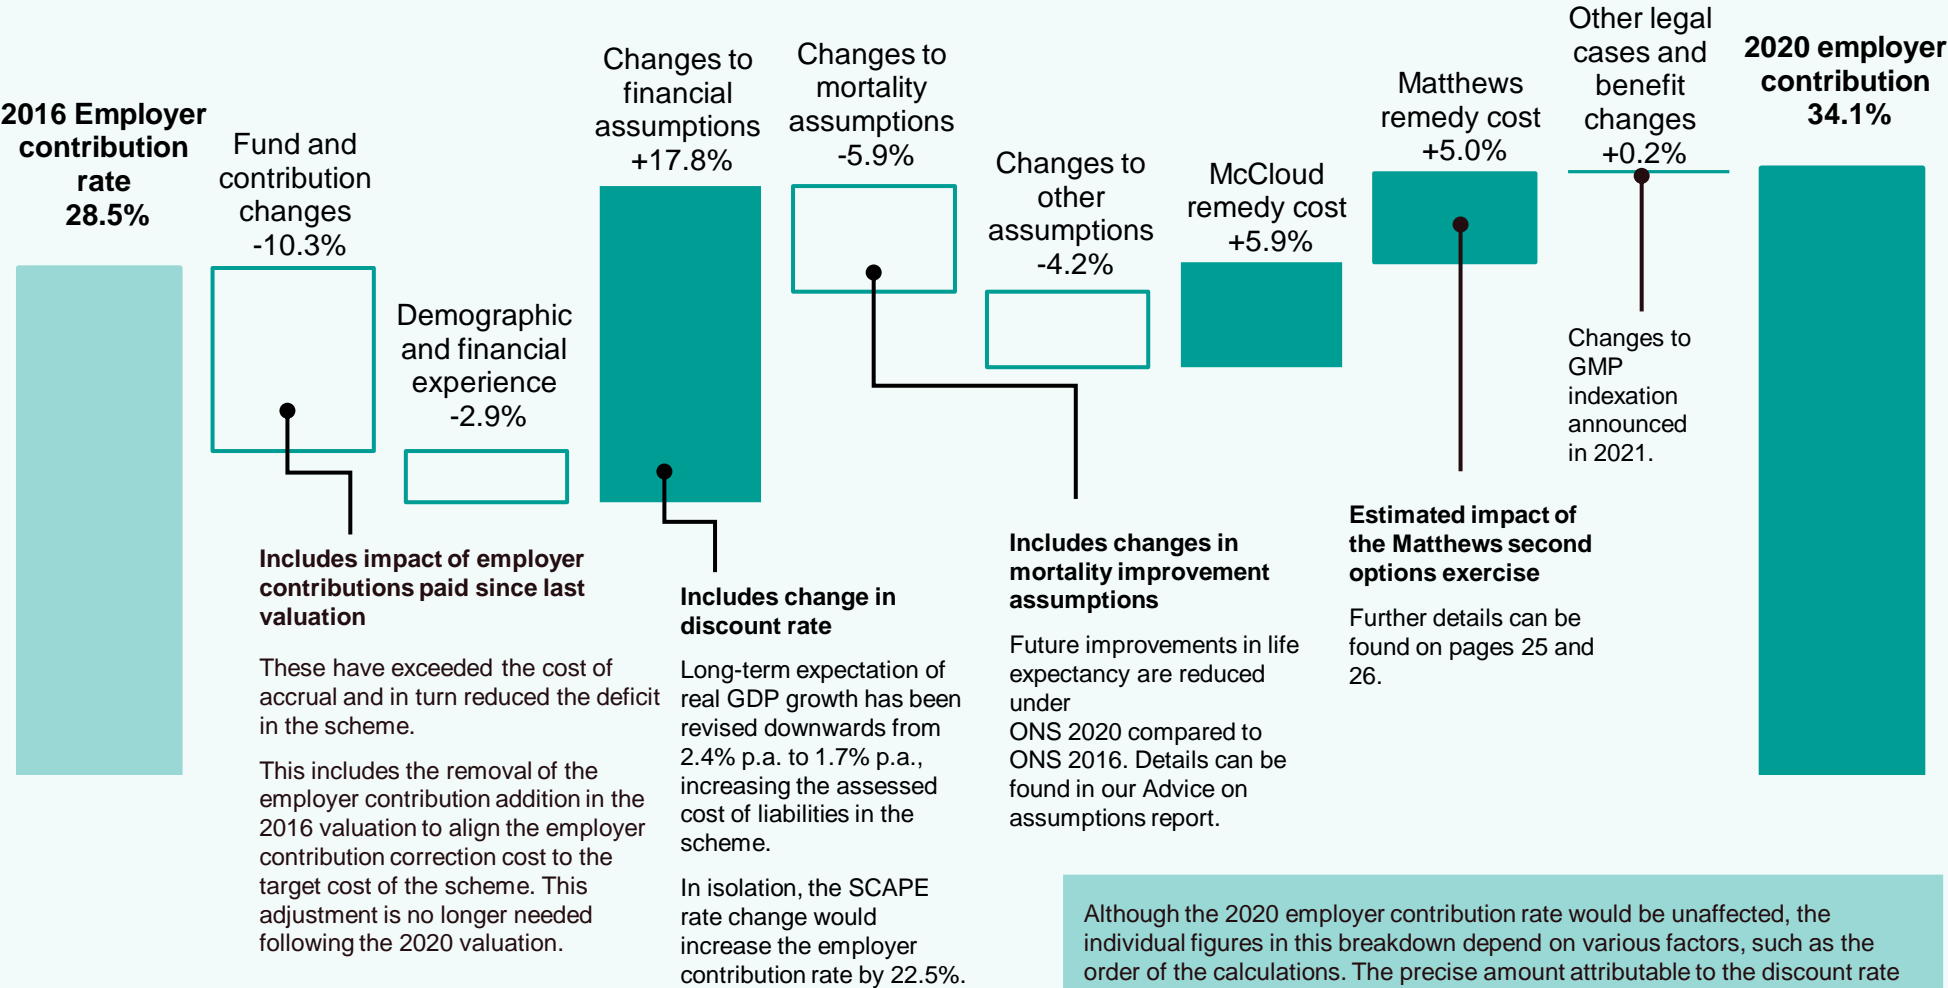 2016 Employer
contribution
rate
28.5%
Fund and
contribution
changes
-10.3%
Demographic
and financial
experience
-2.9%
Changes to
financial
assumptions
+17.8%
Changes to
mortality
assumptions
-5.9%
Changes to
other
assumptions
-4.2%
McCloud
remedy cost
+5.9%
Matthews
remedy cost
+5.0%
Other legal
cases and
benefit
changes
+0.2%
2020 employer
contribution
34.1%
Includes impact of employer
contributions paid since last
valuation
These have exceeded the cost of
accrual and in turn reduced the deficit
in the scheme.
This includes the removal of the
employer contribution addition in the
2016 valuation to align the employer
contribution correction cost to the
target cost of the scheme. This
adjustment is no longer needed
following the 2020 valuation.
Includes change in
discount rate
Long-term expectation of
real GDP growth has been
revised downwards from
2.4% p.a. to 1.7% p.a.,
increasing the assessed
cost of liabilities in the
scheme.
In isolation, the SCAPE
rate change would
increase the employer
contribution rate by 22.5%.
Includes changes in
mortality improvement
assumptions
Future improvements in life
expectancy are reduced
under
ONS 2020 compared to
ONS 2016. Details can be
found in our Advice on
assumptions report.
Estimated impact of
the Matthews second
options exercise
Further details can be
found on pages 25 and
26.
Changes to
GMP
indexation
announced
in 2021.
Although the 2020 employer contribution rate would be unaffected, the
individual figures in this breakdown depend on various factors, such as the
order of the calculations. The precise amount attributable to the discount rate